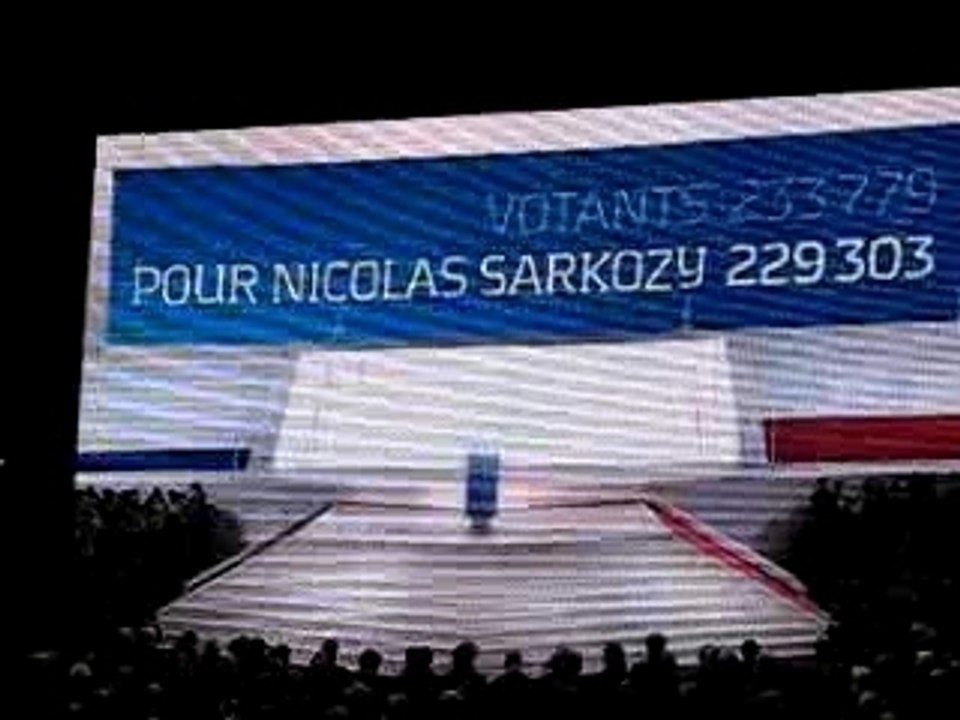 VOTANTS 233 779
POUR NICOLAS SARKOZY 229 303